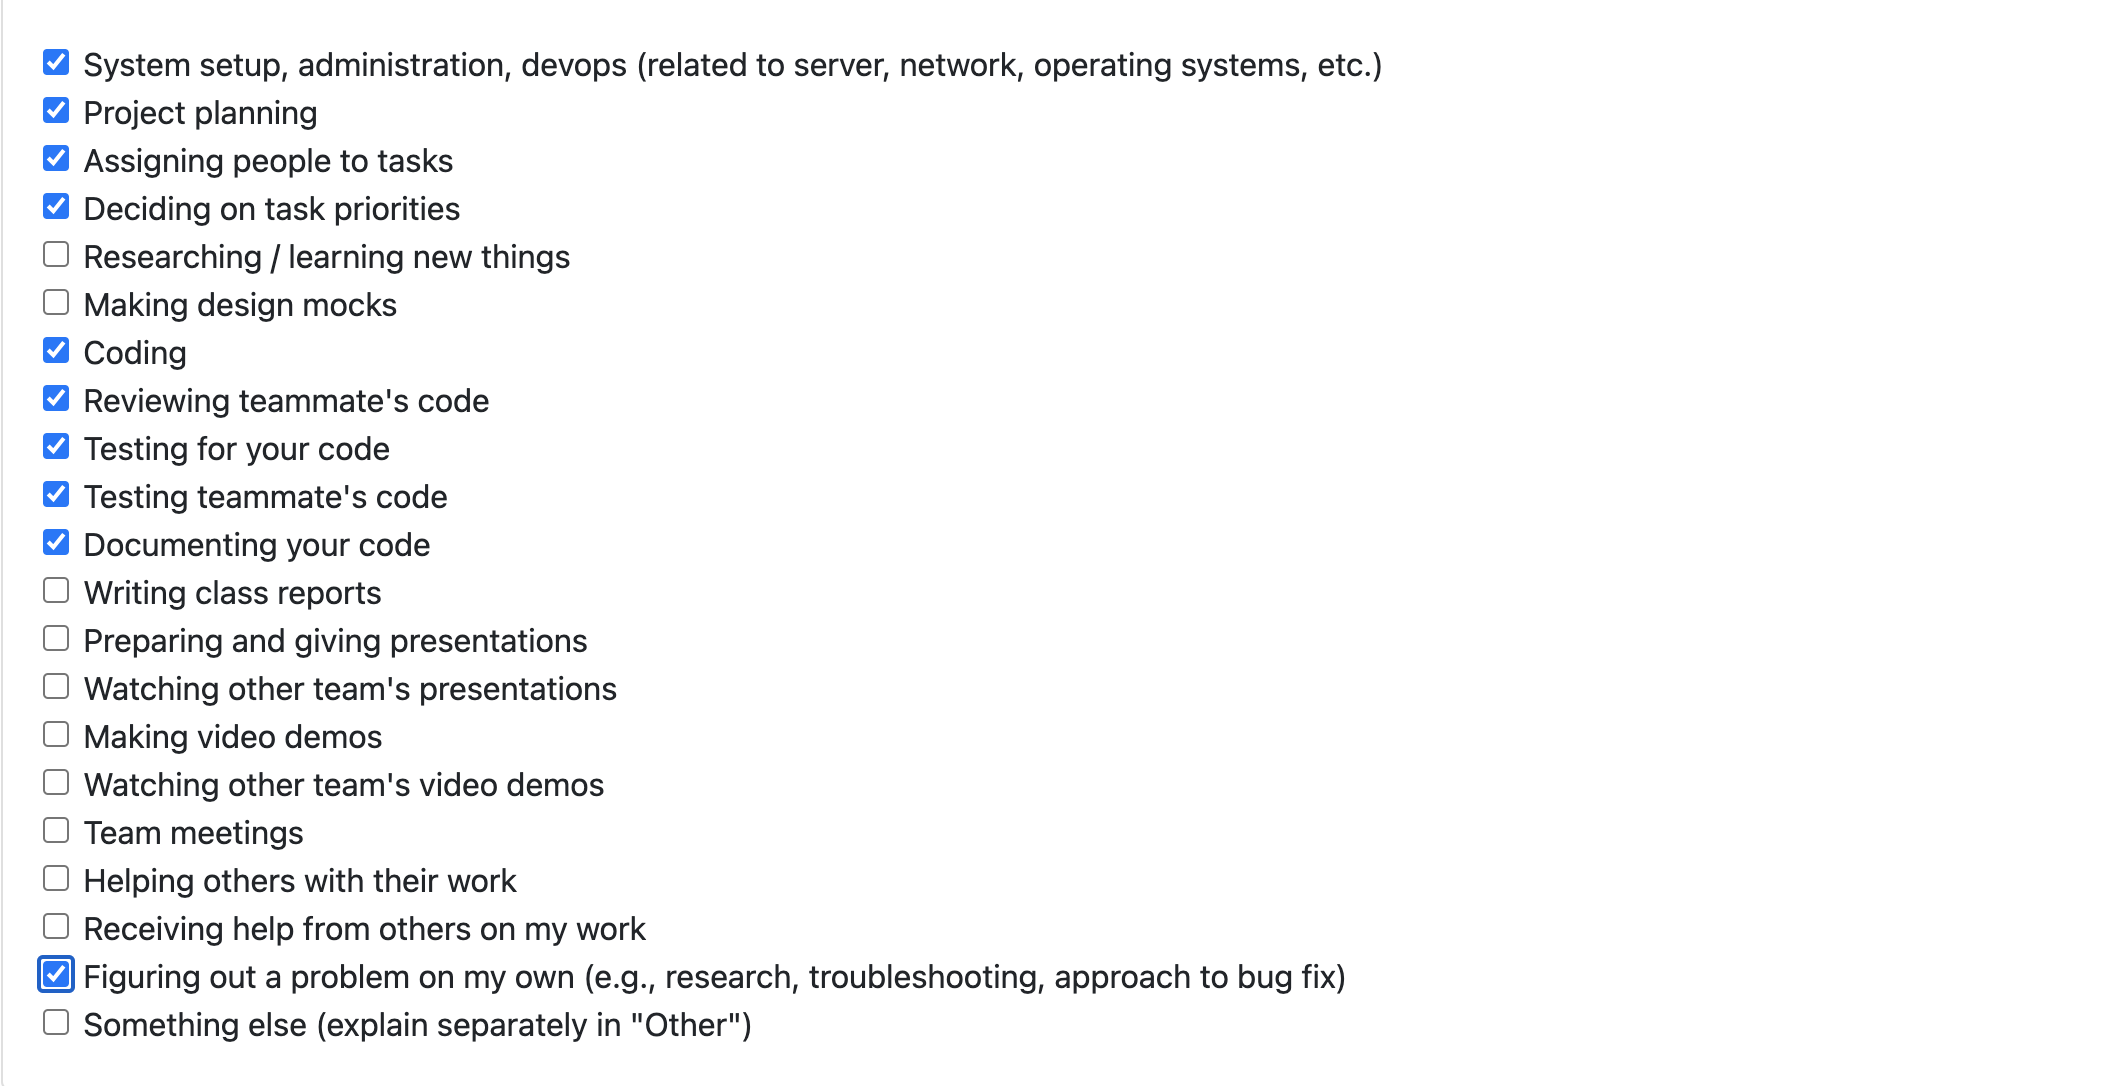 System setup, administration, devops (related to server, network, operating systems, etc.)
Project planning
Assigning people to tasks
Deciding on task priorities
Researching / learning new things
Making design mocks
Coding
Reviewing teammate's code
Testing for your code
Testing teammate's code
Documenting your code
Writing class reports
Preparing and giving presentations
Watching other team's presentations
Making video demos
Watching other team's video demos
Team meetings
Helping others with their work
Receiving help from others on my work
Figuring out a problem on my own (e.g., research, troubleshooting, approach to bug fix)
Something else (explain separately in "Other")